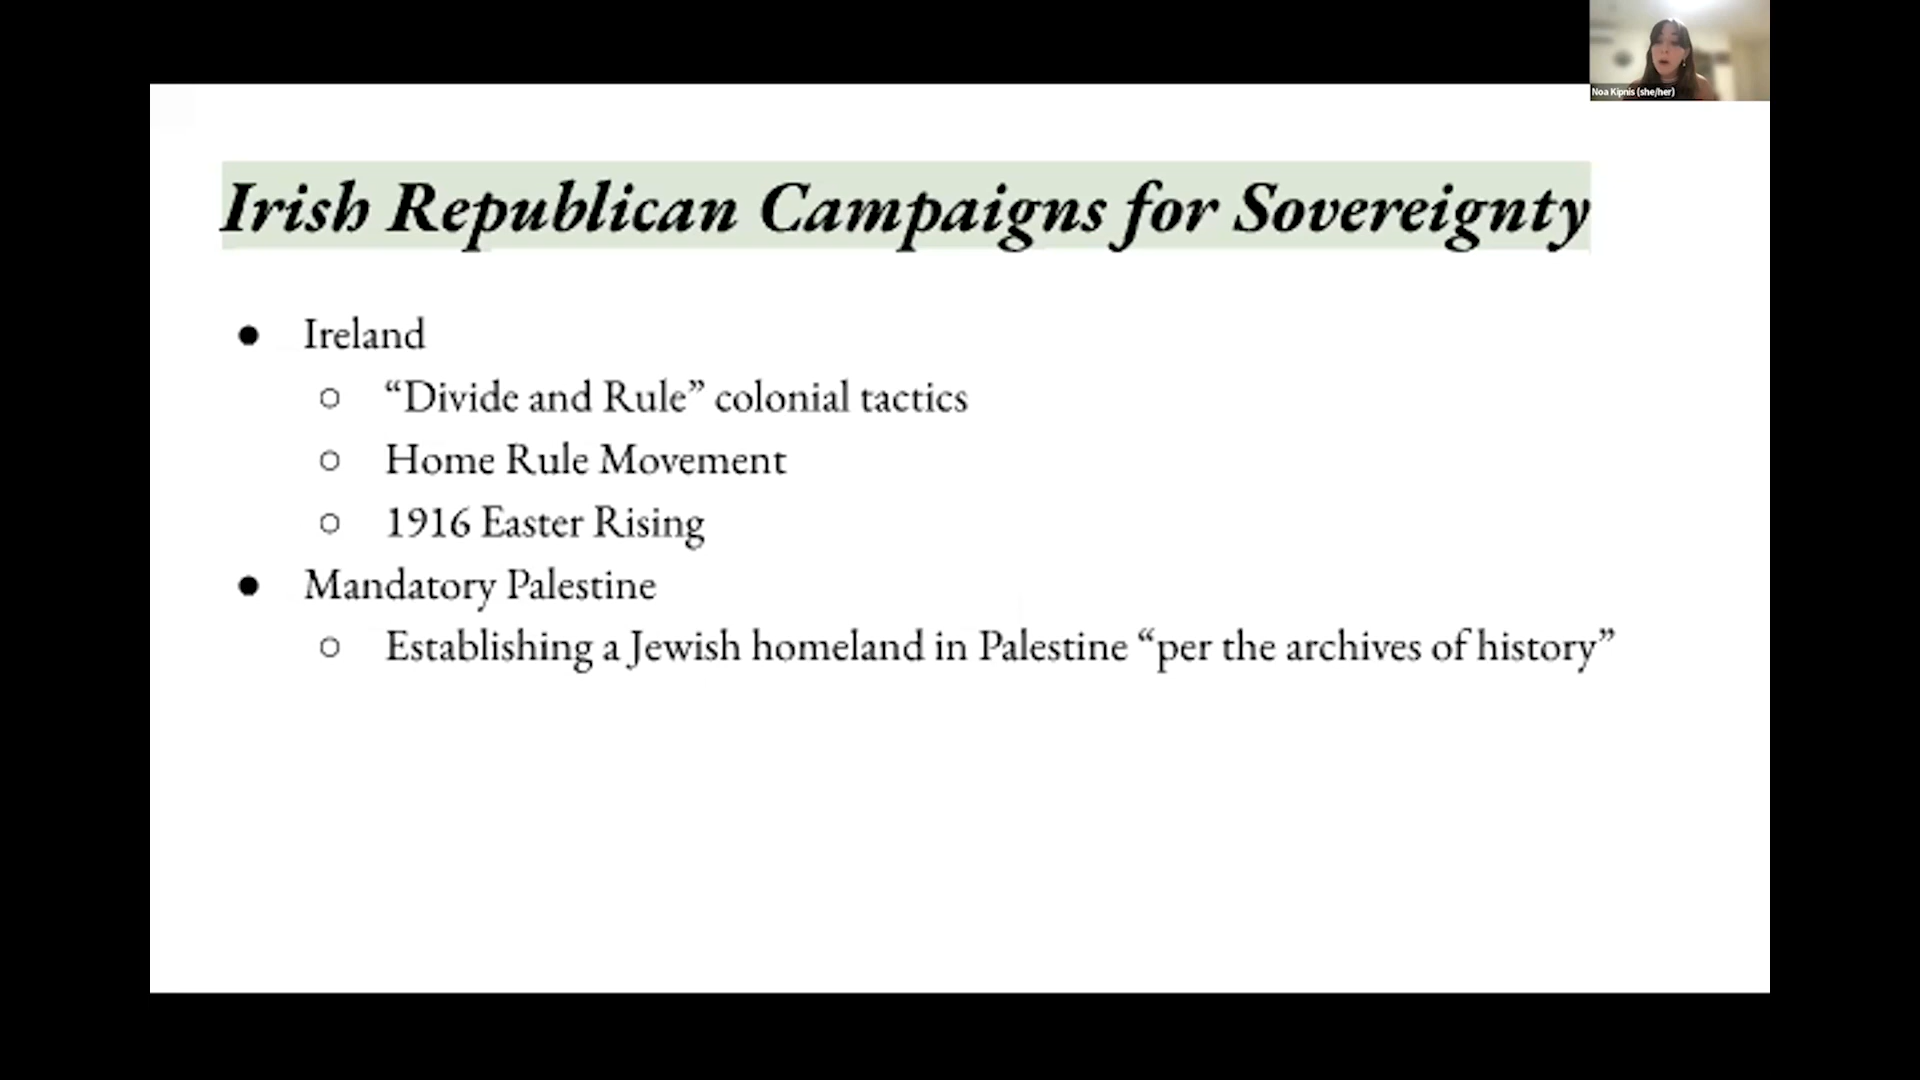 Noa Kipnis (she/her)
Irish Republican Campaigns for Sovereignty
● Ireland
○ “Divide and Rule” colonial tactics
○ Home Rule Movement
○ 1916 Easter Rising
● Mandatory Palestine
○ Establishing a Jewish homeland in Palestine “per the archives of history”